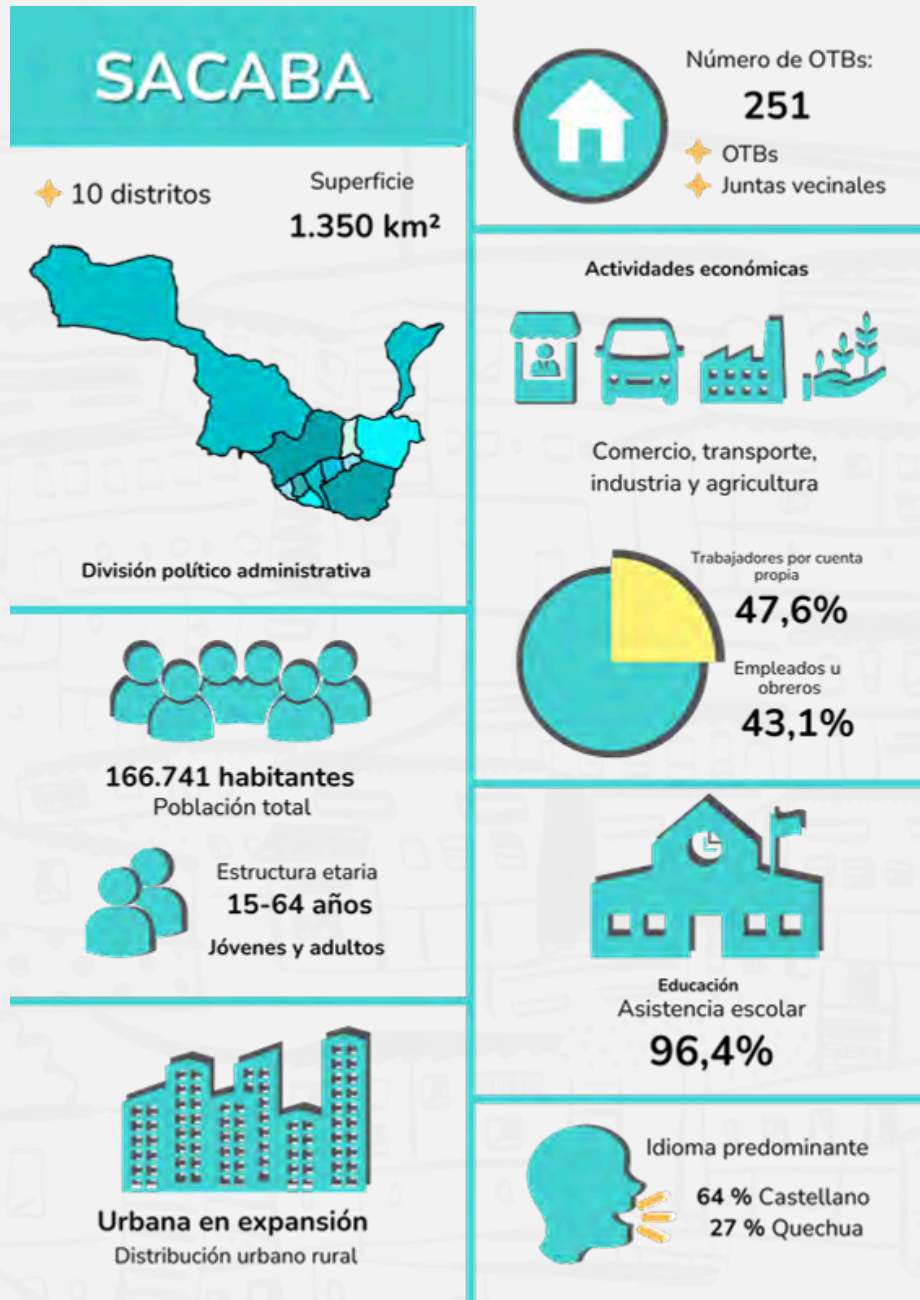 SACABA
10 distritos
Superficie
1.350 km²
División político administrativa
166.741 habitantes
Población total
Estructura etaria
15-64 años
Jóvenes y adultos
Urbana en expansión
Distribución urbano rural
Número de OTBs:
251
OTBs
Juntas vecinales
Actividades económicas
Comercio, transporte,
industria y agricultura
Trabajadores por cuenta
propia
47,6%
Empleados u
obreros
43,1%
Educación
Asistencia escolar
96,4%
Idioma predominante
64 % Castellano
27 % Quechua